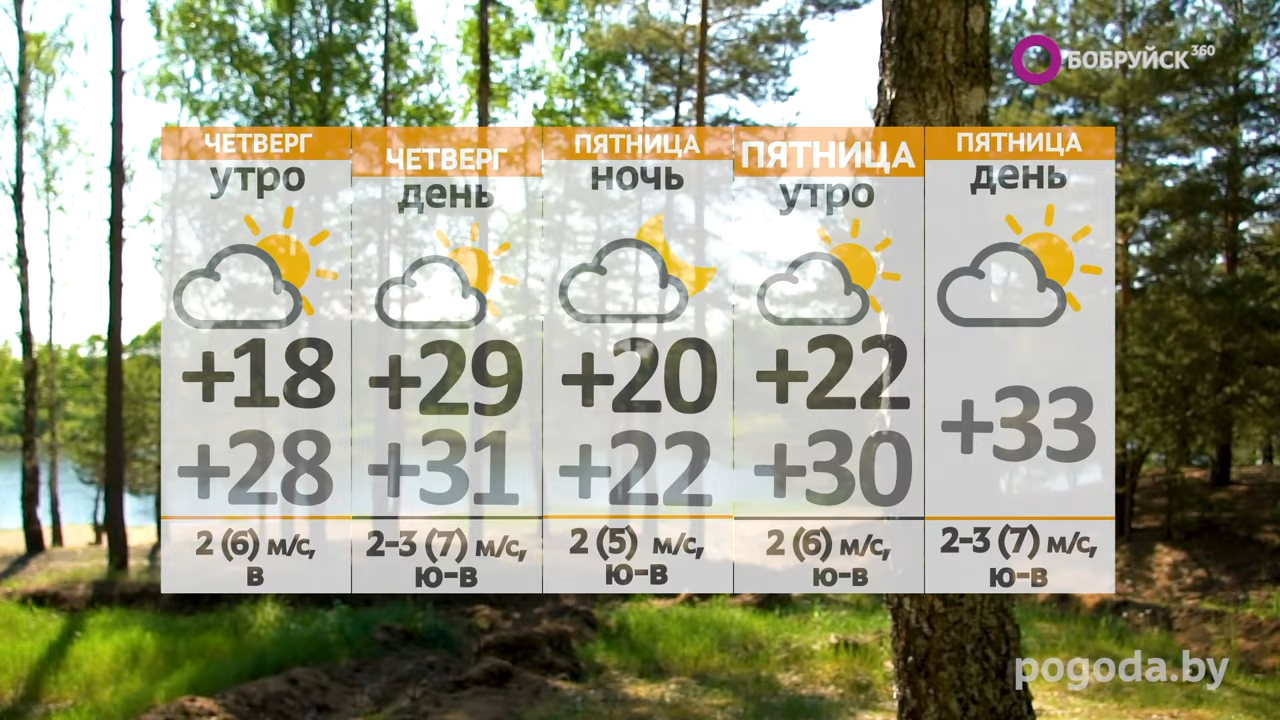 БОБРУЙСК360
ЧЕТВЕРГ
утро
+18
+28
2 (6) м/с,
в
ЧЕТВЕРГ
день
+29
+31
2-3 (7) м/с,
ю-в
ПЯТНИЦА
ночь
+20
+22
2 (5) м/с,
ю-в
ПЯТНИЦА
утро
+22
+30
2 (6) м/с,
ю-в
ПЯТНИЦА
день
+33
2-3 (7) м/с,
ю-в
pogoda.by